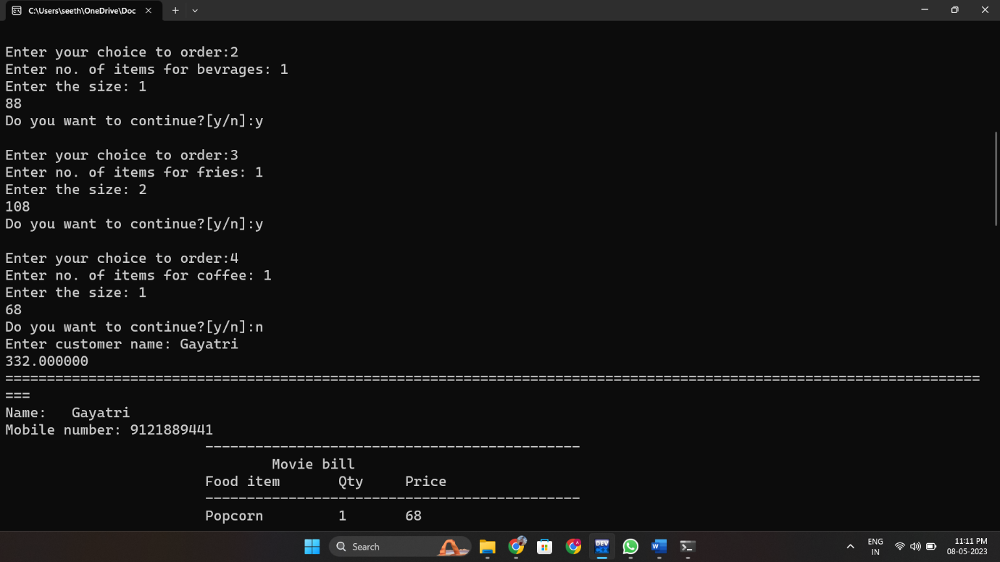 C:\Users\seeth\OneDrive\Doc
Enter your choice to order:2
Enter no. of items for bevrages: 1
Enter the size: 1
88
Do you want to continue?[y/n]:y
Enter your choice to order:3
Enter no. of items for fries: 1
Enter the size: 2
108
Do you want to continue?[y/n]:y
Enter your choice to order:4
Enter no. of items for coffee: 1
Enter the size: 1
68
Do you want to continue?[y/n]:n
Enter customer name: Gayatri
332.000000
=====================================================================================================================
===
Name:   Gayatri
Mobile number: 9121889441
---------------------------------------------
Movie bill
Food item       Qty     Price
---------------------------------------------
Popcorn         1       68
Search
DEV
W
ENG
IN
11:11 PM
08-05-2023